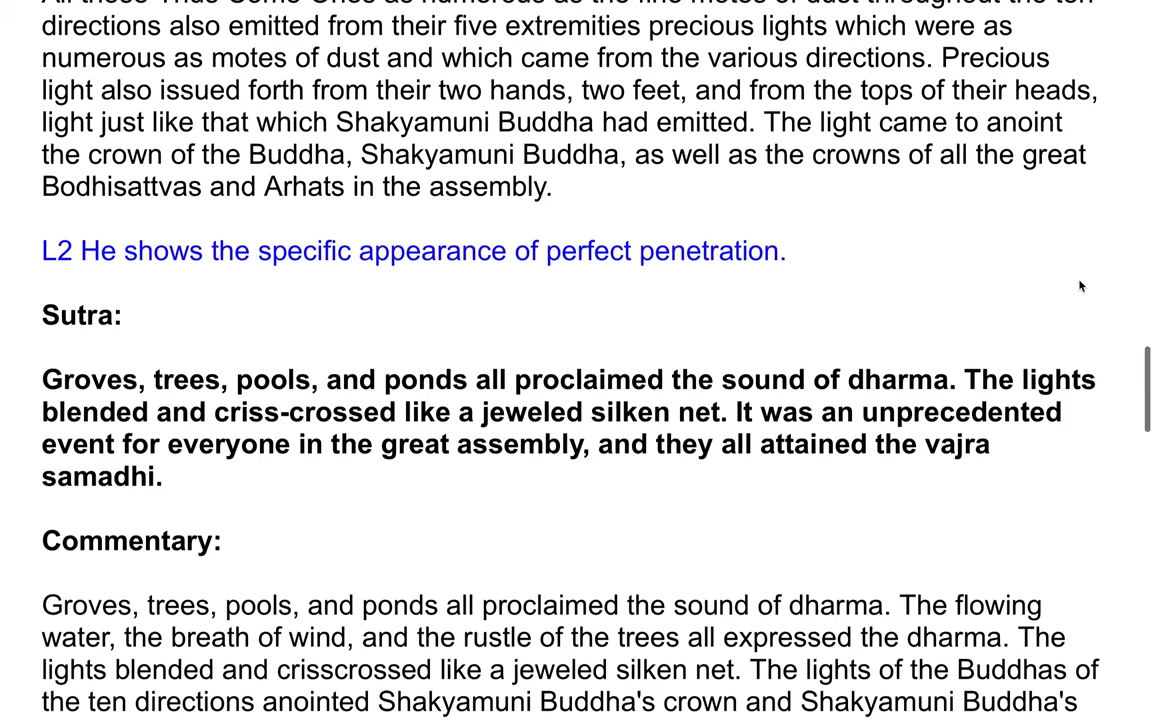 directions also emitted from their five extremities precious lights which were as
numerous as motes of dust and which came from the various directions. Precious
light also issued forth from their two hands, two feet, and from the tops of their heads,
light just like that which Shakyamuni Buddha had emitted. The light came to anoint
the crown of the Buddha, Shakyamuni Buddha, as well as the crowns of all the great
Bodhisattvas and Arhats in the assembly.
L2 He shows the specific appearance of perfect penetration.
Sutra:
Groves, trees, pools, and ponds all proclaimed the sound of dharma. The lights
blended and criss-crossed like a jeweled silken net. It was an unprecedented
event for everyone in the great assembly, and they all attained the vajra
samadhi.
Commentary:
Groves, trees, pools, and ponds all proclaimed the sound of dharma. The flowing
water, the breath of wind, and the rustle of the trees all expressed the dharma. The
lights blended and crisscrossed like a jeweled silken net. The lights of the Buddhas of
the ten directions anointed Shakyamuni Buddha's crown and Shakyamuni Buddha's